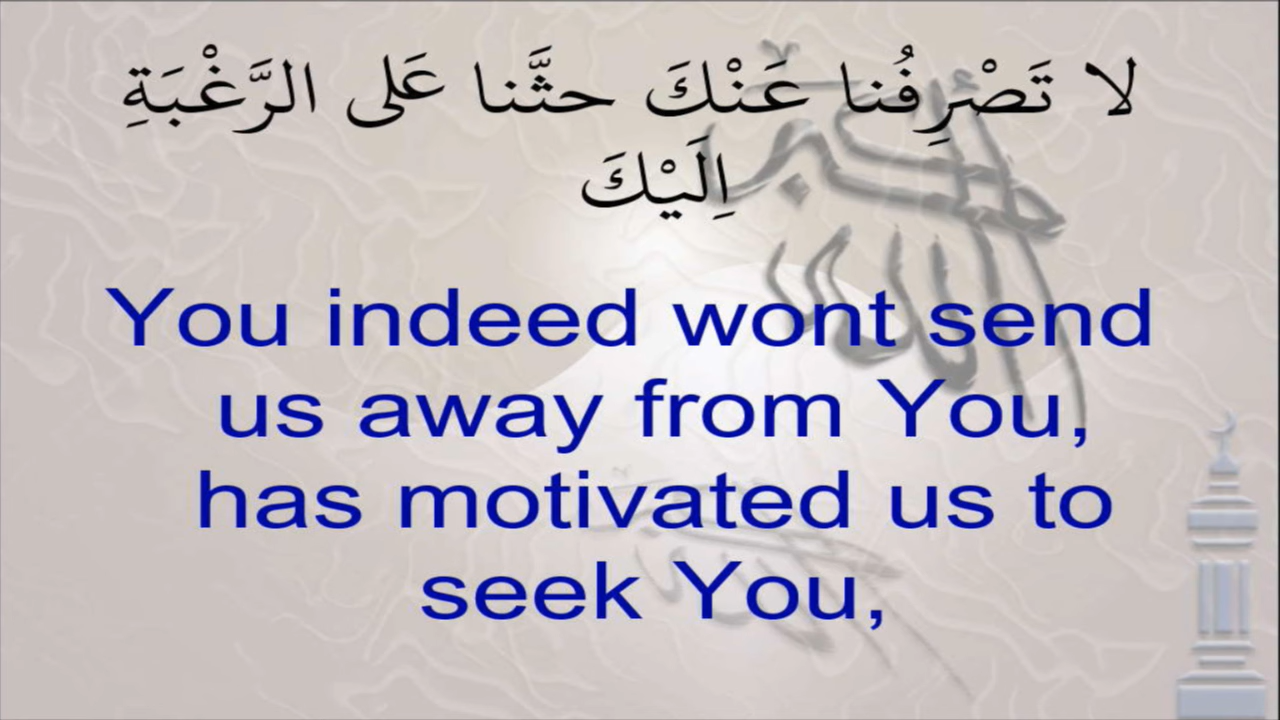 لا تَصْرِفُنا عَنْكَ حثَّنا عَلى الرَّغْبَةِ
اِلَيْكَ
You indeed wont send
us away from You,
has motivated us to
seek You,